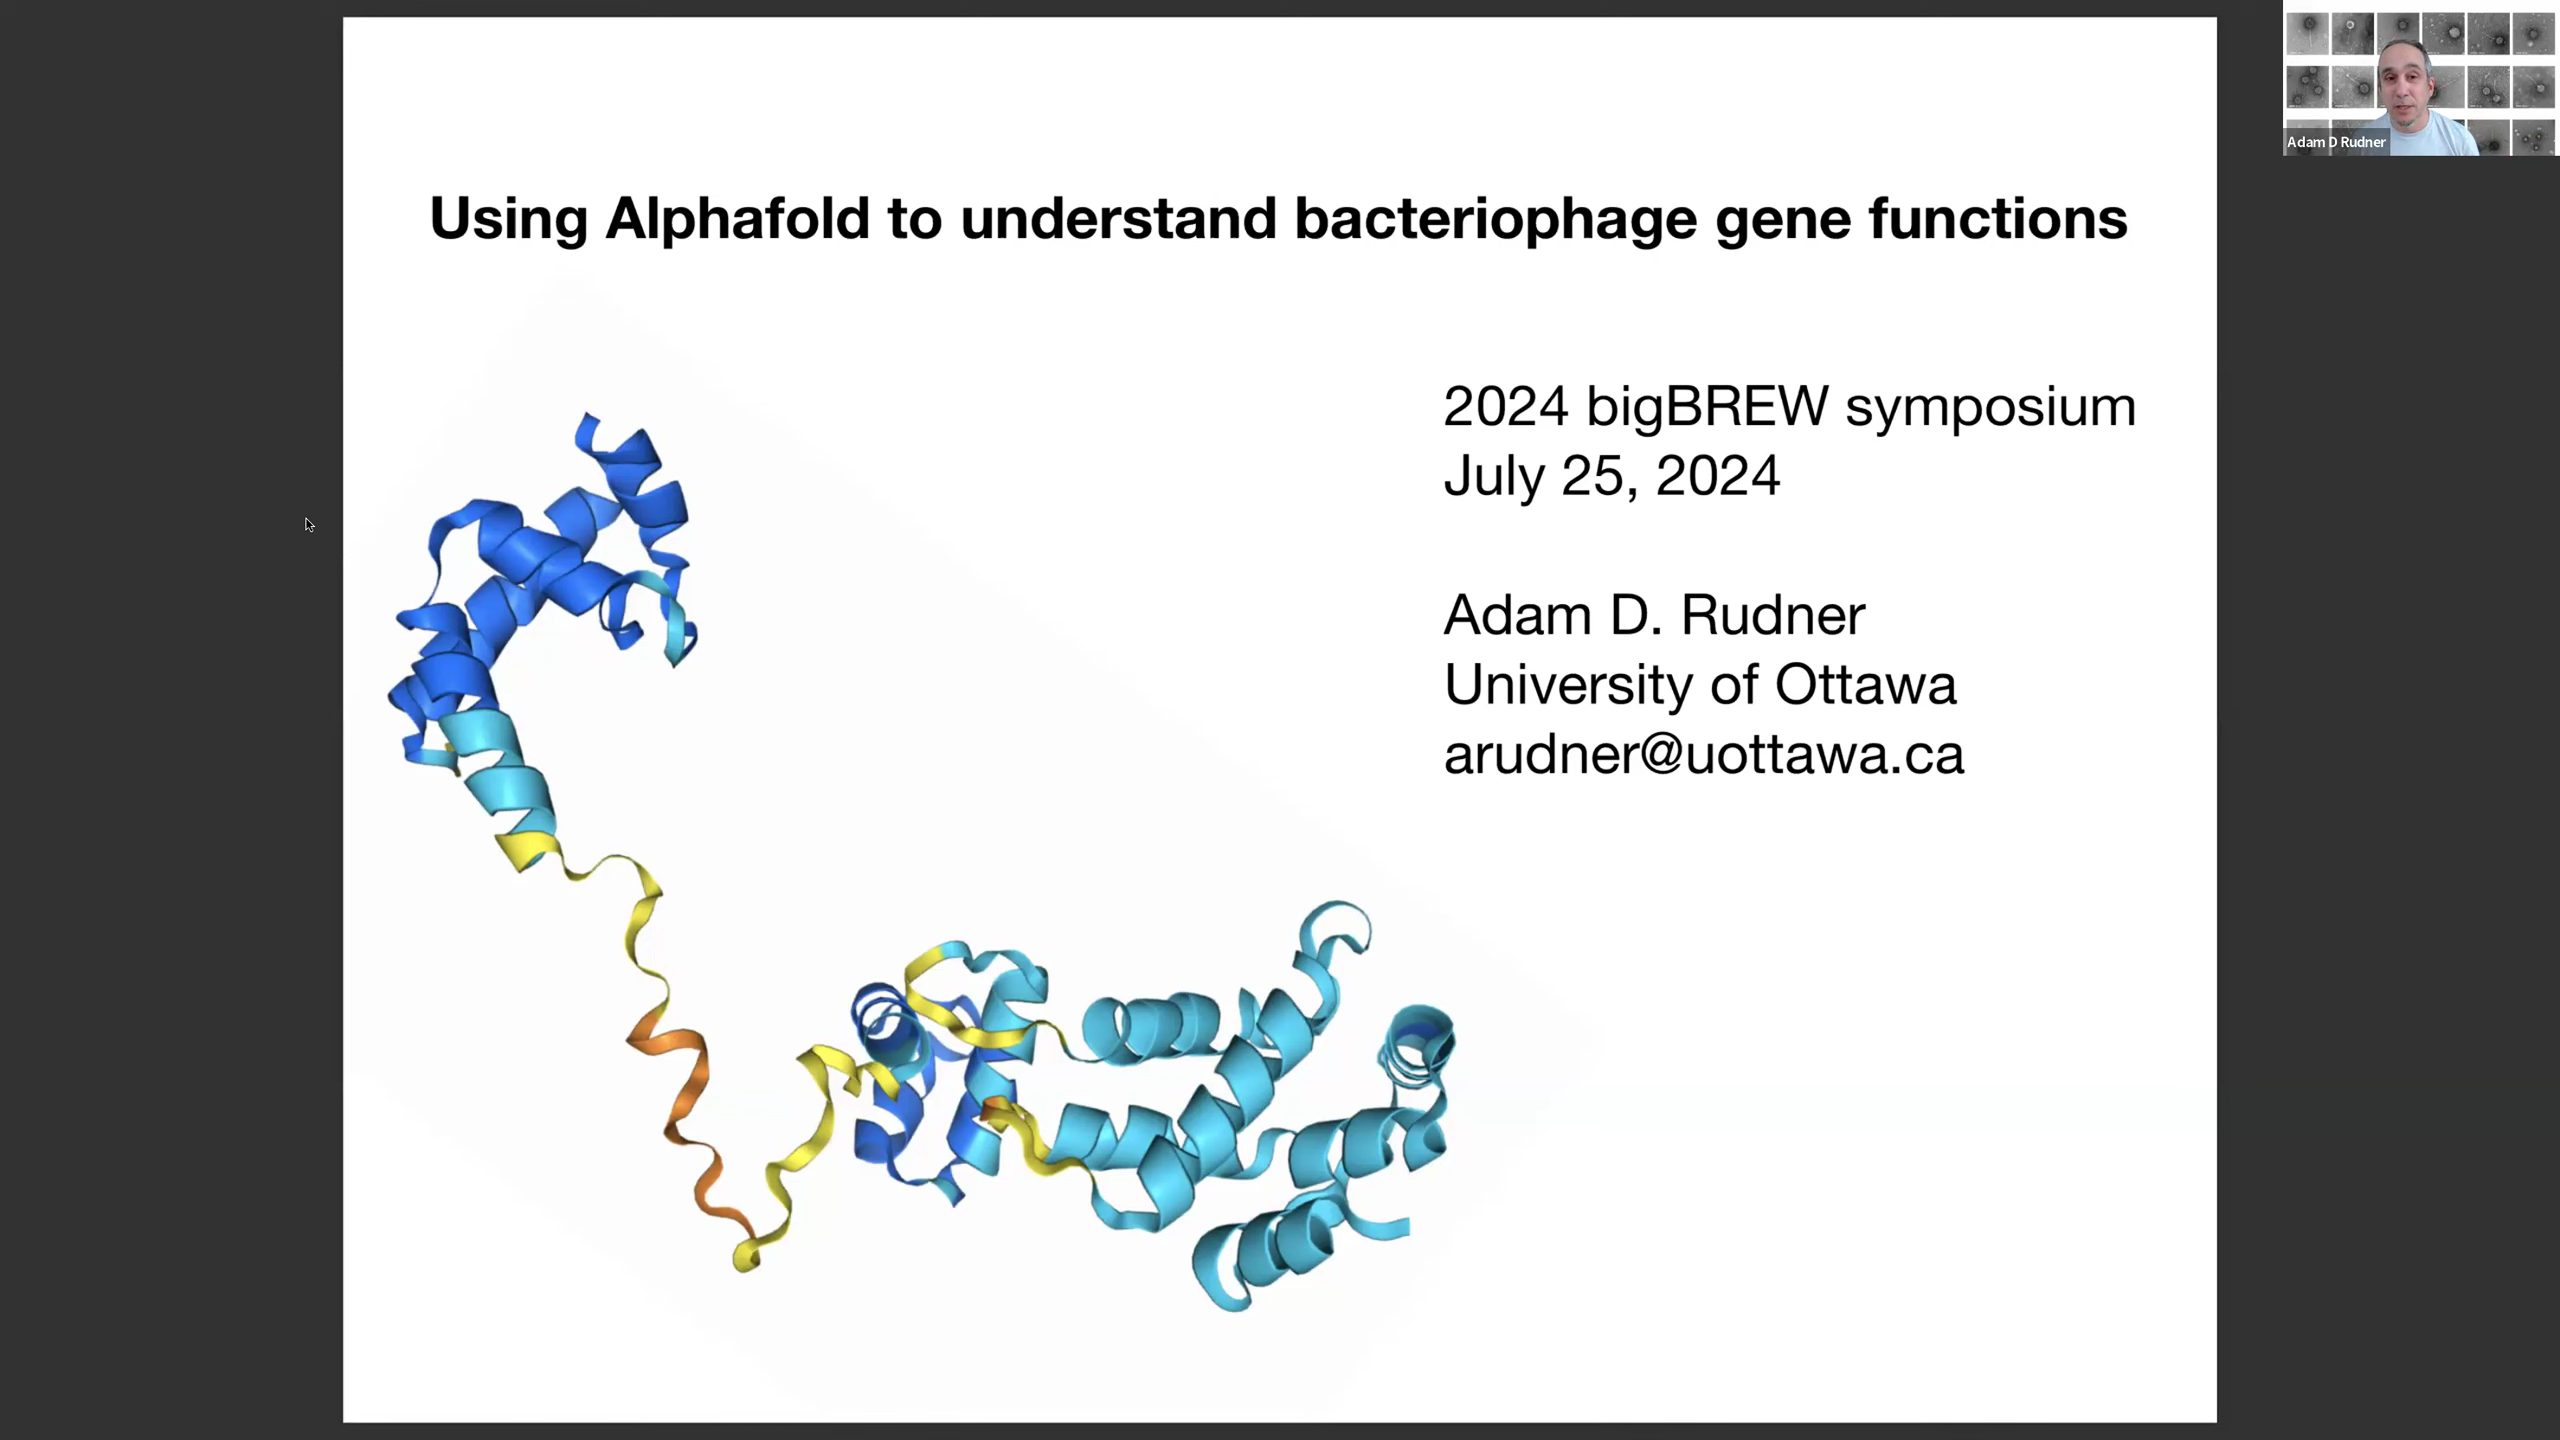 Using Alphafold to understand bacteriophage gene functions
2024 bigBREW symposium
July 25, 2024
Adam D. Rudner
University of Ottawa
arudner@uottawa.ca
Adam D Rudner